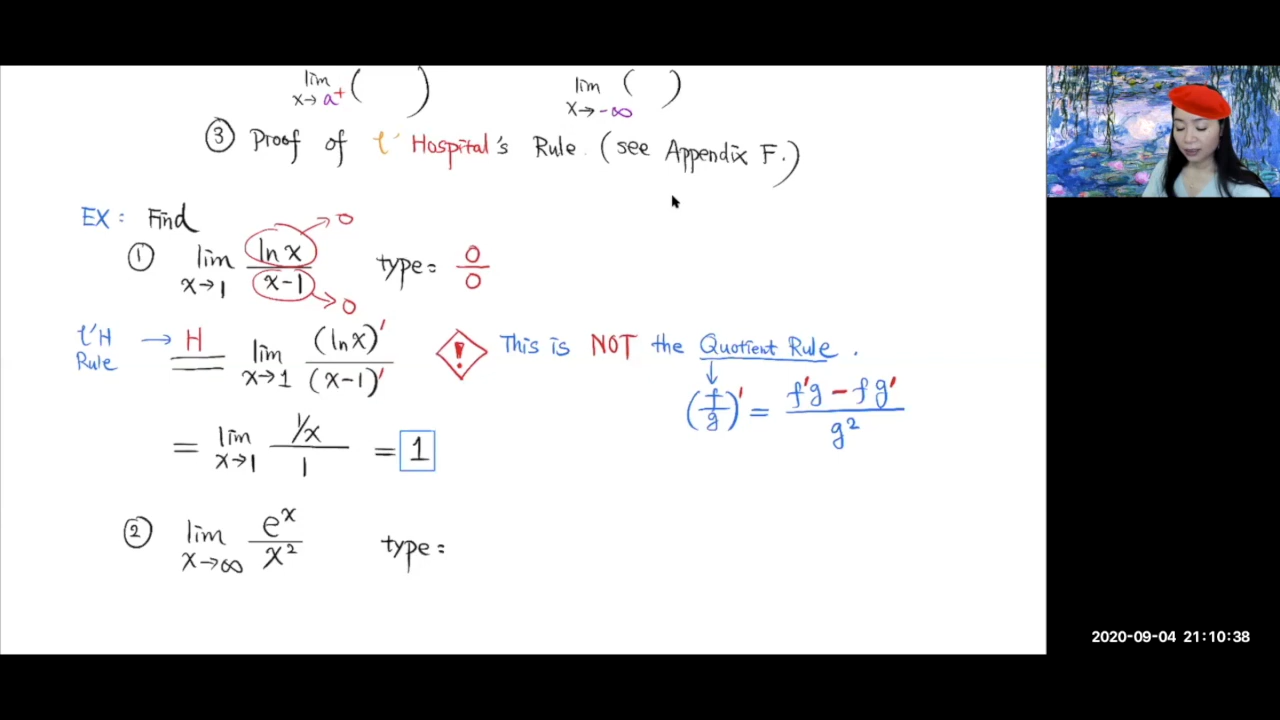 lim x→a⁺ (   )    lim x→-∞ (   )
③ Proof of l'Hospital's Rule. (see Appendix F.)
EX: Find
① lim x→1 ln x / x-1    → 0    → 0    type= 0/0
l'H Rule → H = lim x→1 (ln x)' / (x-1)'    ! This is NOT the Quotient Rule.
(f/g)' = f'g - fg' / g²
= lim x→1 1/x / 1 = 1
② lim x→∞ eˣ / x²    type=
2020-09-04 21:10:38